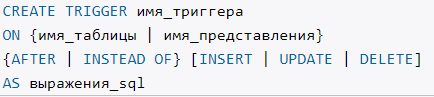 CREATE TRIGGER имя_триггера
ON {имя_таблицы | имя_представления}
{AFTER | INSTEAD OF} [INSERT | UPDATE | DELETE]
AS выражения_sql